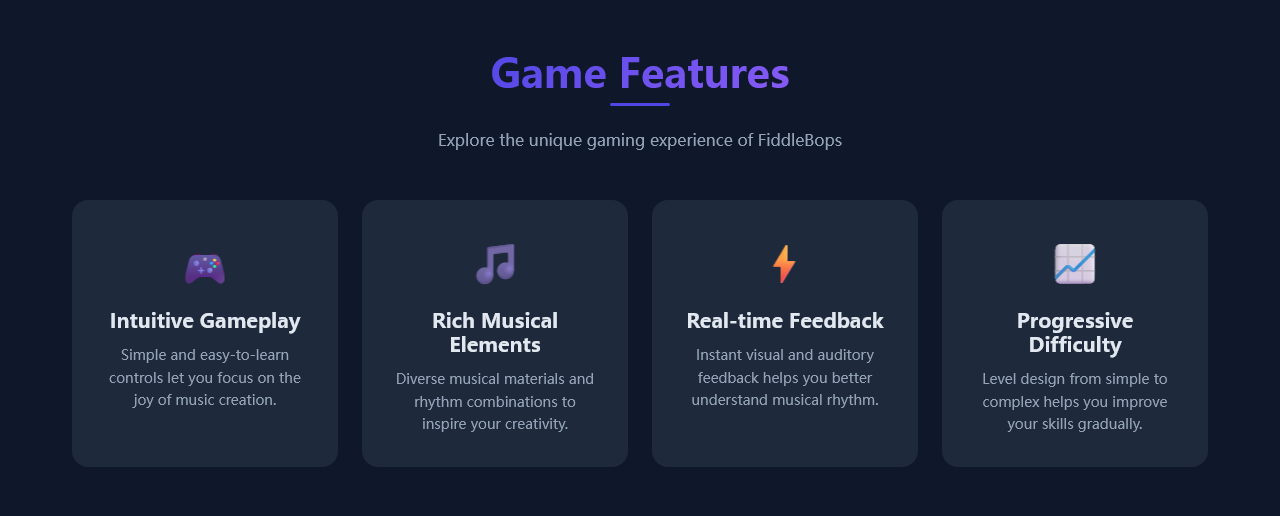 Game Features
Explore the unique gaming experience of FiddleBops
Intuitive Gameplay
Simple and easy-to-learn
controls let you focus on the
joy of music creation.
Rich Musical
Elements
Diverse musical materials and
rhythm combinations to
inspire your creativity.
Real-time Feedback
Instant visual and auditory
feedback helps you better
understand musical rhythm.
Progressive
Difficulty
Level design from simple to
complex helps you improve
your skills gradually.